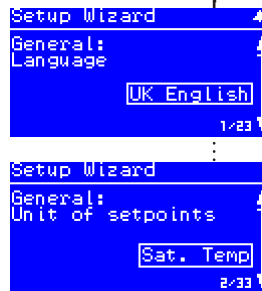 Setup Wizard
General:
Language
UK English
1/23
Setup Wizard
General:
Unit of setpoints
Sat. Temp
2/33